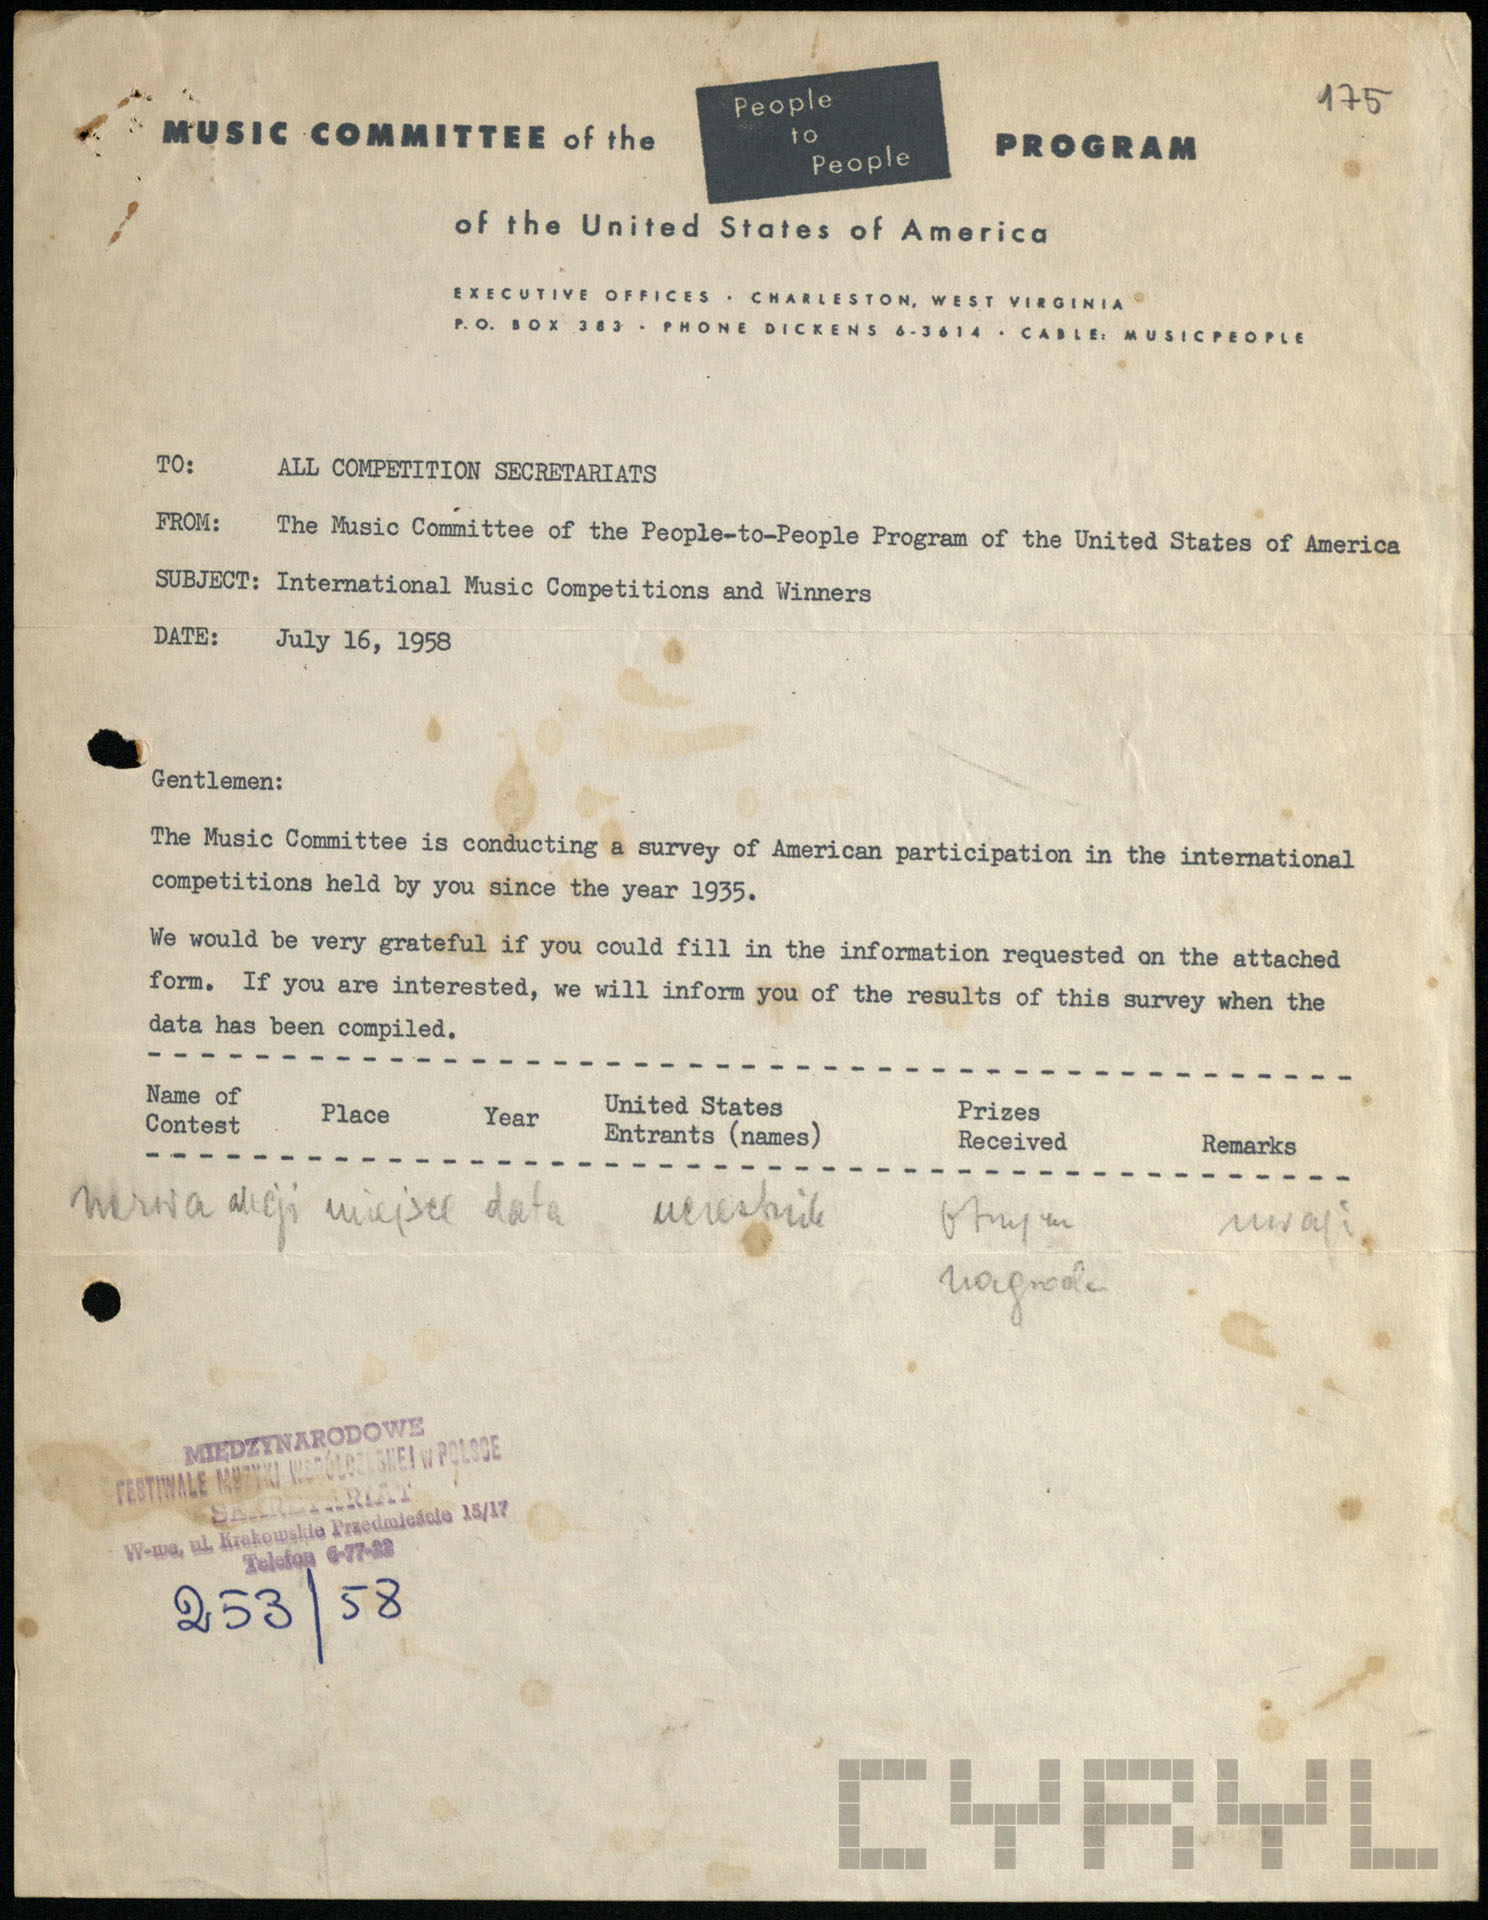 175
MUSIC COMMITTEE of the People to People PROGRAM
of the United States of America
EXECUTIVE OFFICES · CHARLESTON, WEST VIRGINIA
P.O. BOX 383 · PHONE DICKENS 6-3614 · CABLE: MUSICPEOPLE
TO: ALL COMPETITION SECRETARIATS
FROM: The Music Committee of the People-to-People Program of the United States of America
SUBJECT: International Music Competitions and Winners
DATE: July 16, 1958
Gentlemen:
The Music Committee is conducting a survey of American participation in the international
competitions held by you since the year 1935.
We would be very grateful if you could fill in the information requested on the attached
form. If you are interested, we will inform you of the results of this survey when the
data has been compiled.
Name of Contest Place Year United States Entrants (names) Prizes Received Remarks
miejsce data uczestnik uwagi
MIĘDZYNARODOWE
FESTIWALE MUZYKI WSPÓŁCZESNEJ w POLSCE
SEKRETARIAT
W-wa, ul. Krakowskie Przedmieście 15/17
Telefon 6-77-22
253/58
CYRYL